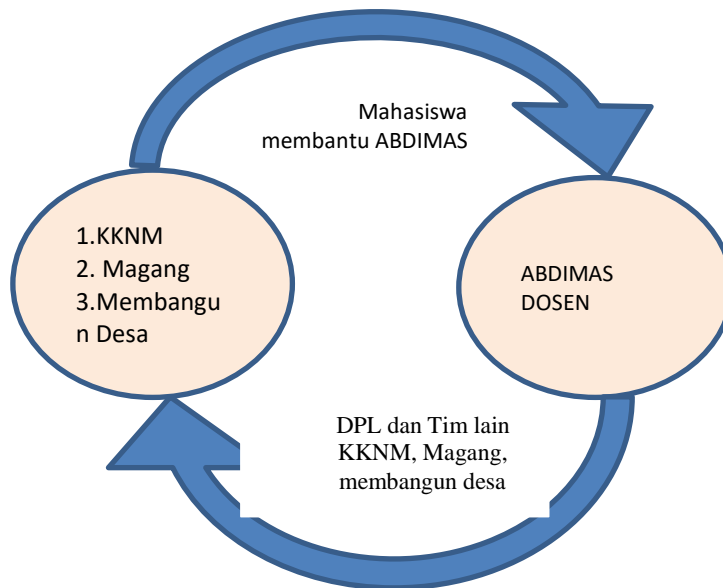 Mahasiswa
membantu ABDIMAS
1.KKNM
2. Magang
3.Membangu
n Desa
ABDIMAS
DOSEN
DPL dan Tim lain
KKNM, Magang,
membangun desa